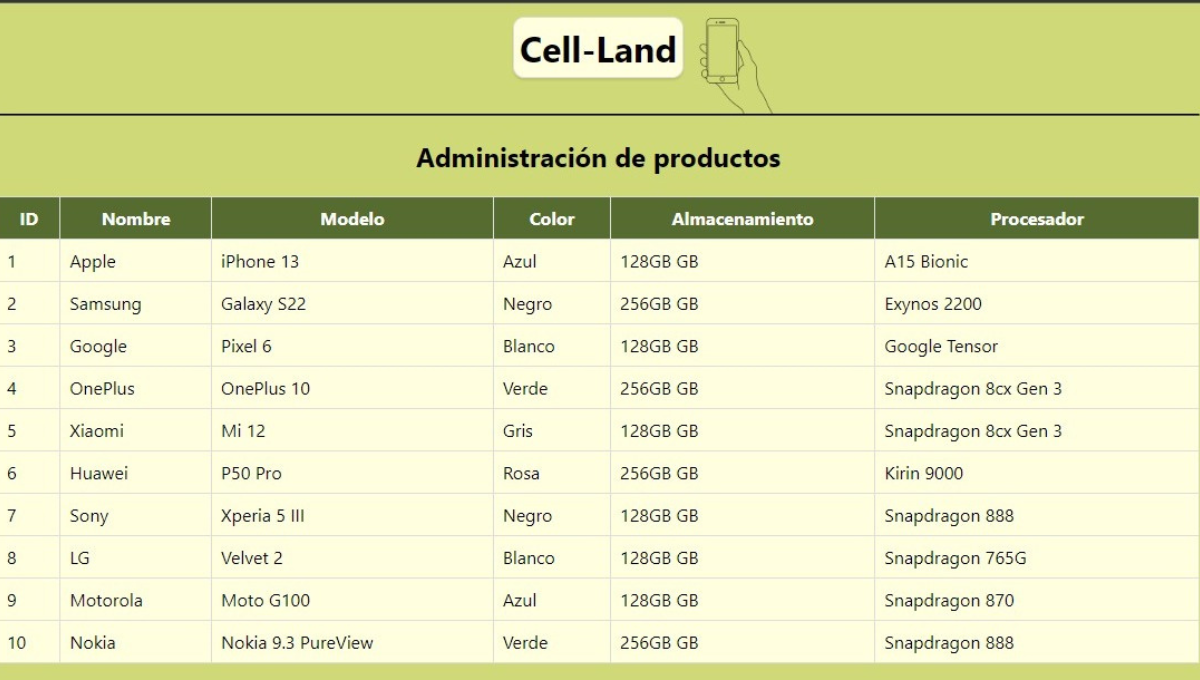 Cell-Land
Administración de productos
ID Nombre Modelo Color Almacenamiento Procesador
1 Apple iPhone 13 Azul 128GB GB A15 Bionic
2 Samsung Galaxy S22 Negro 256GB GB Exynos 2200
3 Google Pixel 6 Blanco 128GB GB Google Tensor
4 OnePlus OnePlus 10 Verde 256GB GB Snapdragon 8cx Gen 3
5 Xiaomi Mi 12 Gris 128GB GB Snapdragon 8cx Gen 3
6 Huawei P50 Pro Rosa 256GB GB Kirin 9000
7 Sony Xperia 5 III Negro 128GB GB Snapdragon 888
8 LG Velvet 2 Blanco 128GB GB Snapdragon 765G
9 Motorola Moto G100 Azul 128GB GB Snapdragon 870
10 Nokia Nokia 9.3 PureView Verde 256GB GB Snapdragon 888